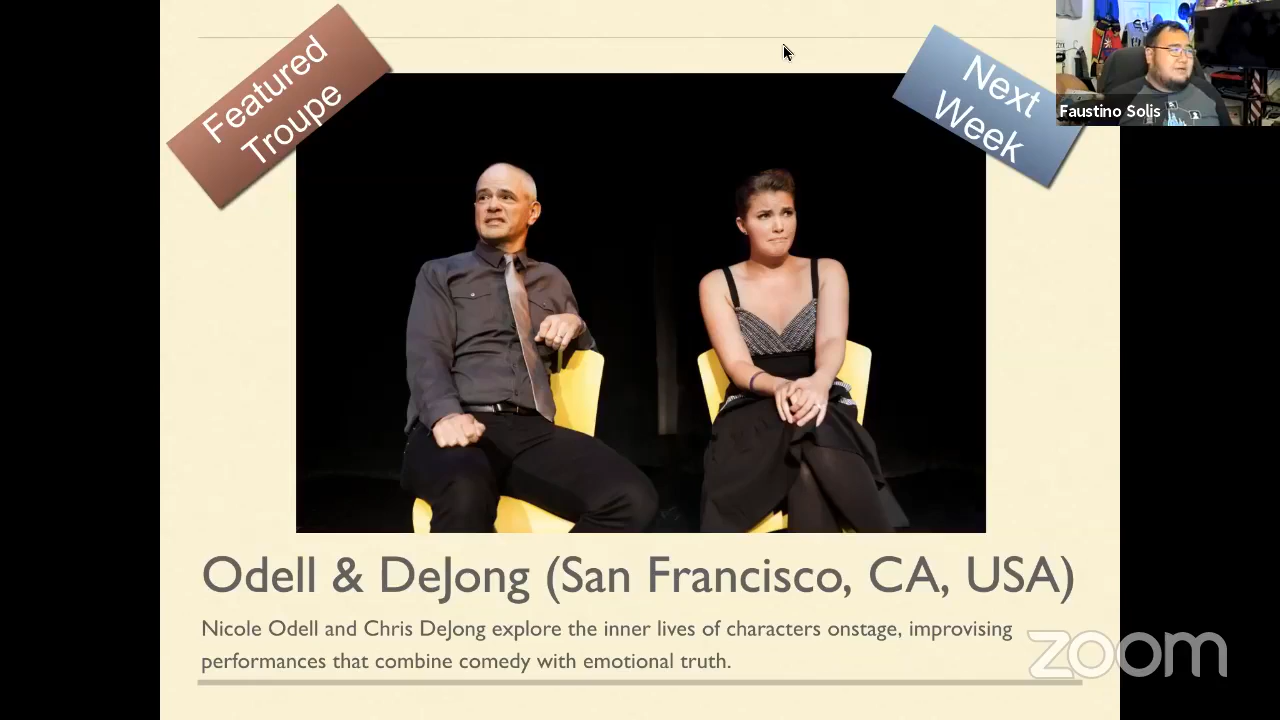 Featured
Troupe
Next
Week
Faustino Solis
Odell & DeJong (San Francisco, CA, USA)
Nicole Odell and Chris DeJong explore the inner lives of characters onstage, improvising
performances that combine comedy with emotional truth.
zoom